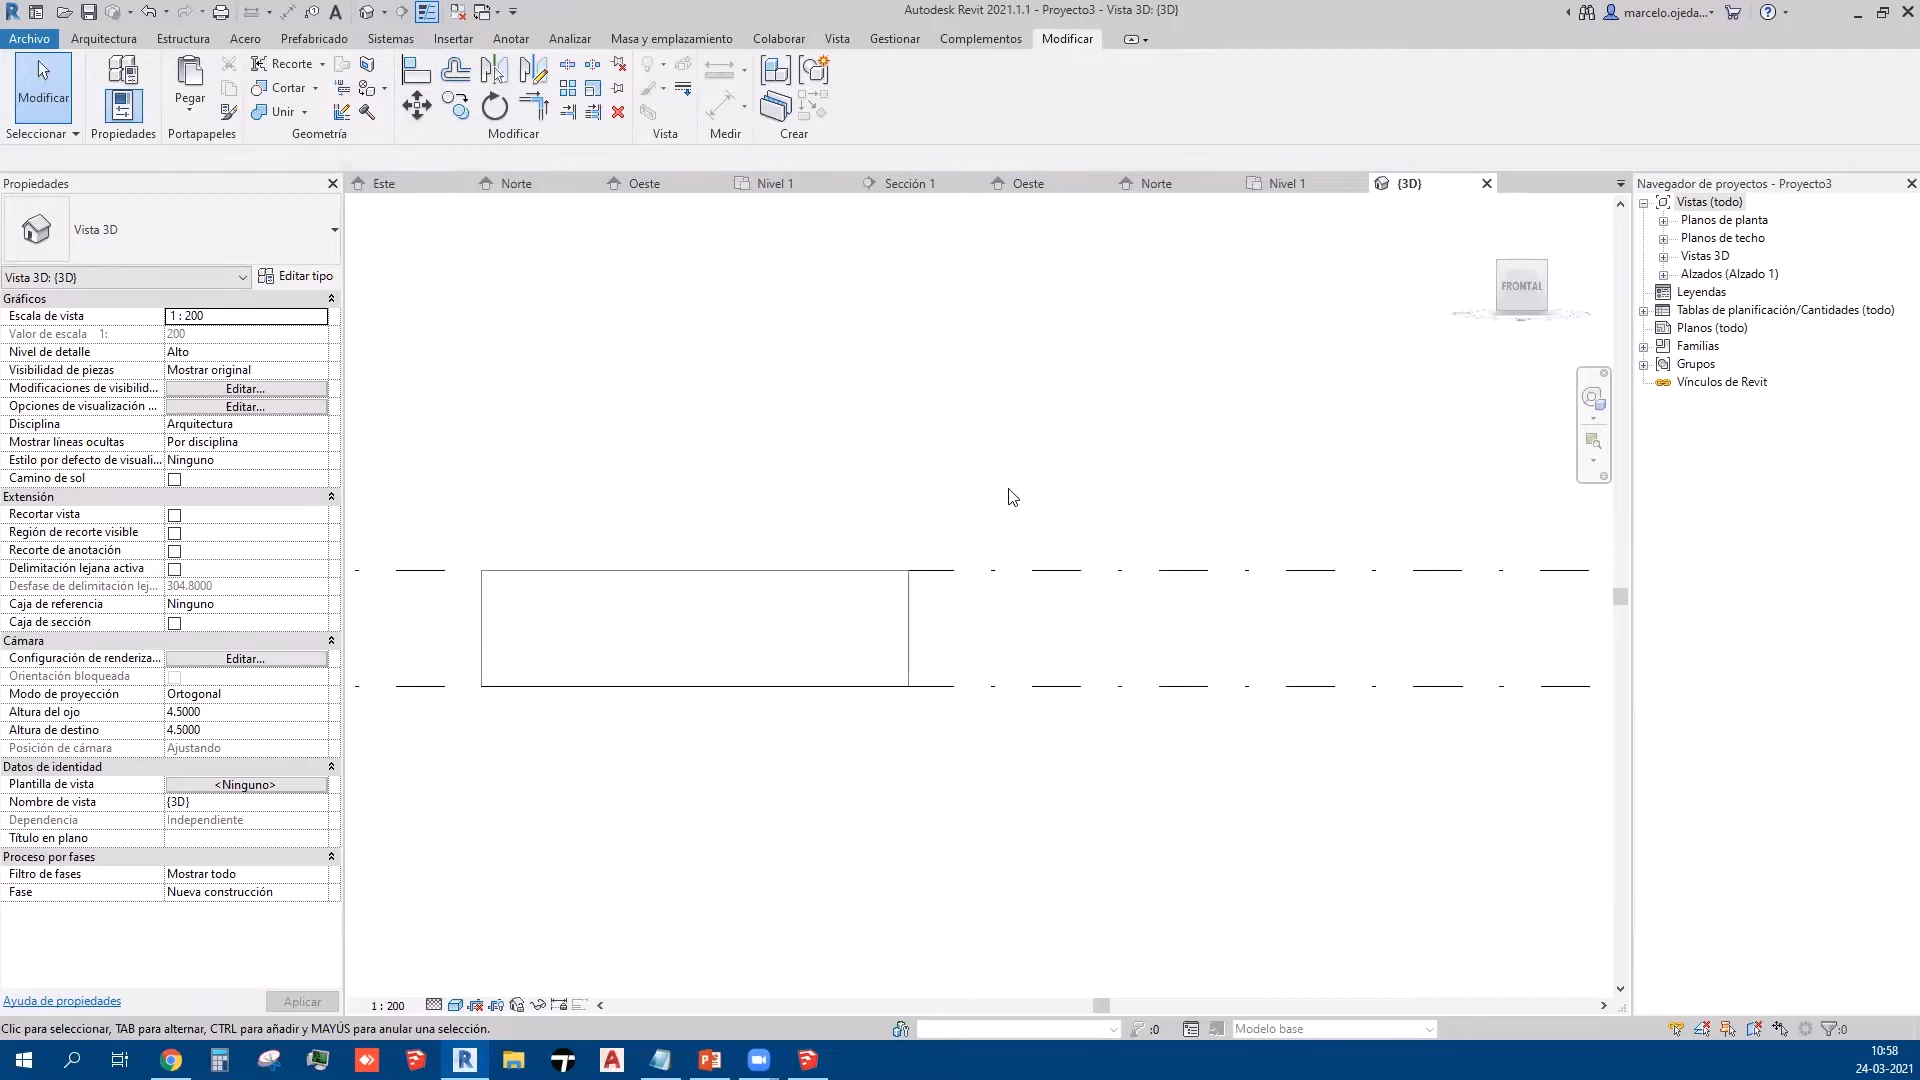 Autodesk Revit 2021.1.1 - Proyecto3 - Vista 3D: {3D}
marcelo.ojeda...
Archivo Arquitectura Estructura Acero Prefabricado Sistemas Insertar Anotar Analizar Masa y emplazamiento Colaborar Vista Gestionar Complementos Modificar
Recorte
Cortar
Unir
Modificar
Pegar
Seleccionar Propiedades Portapapeles Geometría Modificar Vista Medir Crear
Propiedades
Este Norte Oeste Nivel 1 Sección 1 Oeste Norte Nivel 1 {3D}
Navegador de proyectos - Proyecto3
Vista 3D
Vista 3D: {3D} Editar tipo
Gráficos
Escala de vista 1 : 200
Valor de escala 1: 200
Nivel de detalle Alto
Visibilidad de piezas Mostrar original
Modificaciones de visibilid... Editar...
Opciones de visualización ... Editar...
Disciplina Arquitectura
Mostrar líneas ocultas Por disciplina
Estilo por defecto de visuali... Ninguno
Camino de sol
Extensión
Recortar vista
Región de recorte visible
Recorte de anotación
Delimitación lejana activa
Desfase de delimitación lej... 304.8000
Caja de referencia Ninguno
Caja de sección
Cámara
Configuración de renderiza... Editar...
Orientación bloqueada
Modo de proyección Ortogonal
Altura del ojo 4.5000
Altura de destino 4.5000
Posición de cámara Ajustando
Datos de identidad
Plantilla de vista <Ninguno>
Nombre de vista {3D}
Dependencia Independiente
Título en plano
Proceso por fases
Filtro de fases Mostrar todo
Fase Nueva construcción
Ayuda de propiedades Aplicar
FRONTAL
Vistas (todo)
Planos de planta
Planos de techo
Vistas 3D
Alzados (Alzado 1)
Leyendas
Tablas de planificación/Cantidades (todo)
Planos (todo)
Familias
Grupos
Vínculos de Revit
1 : 200
Clic para seleccionar, TAB para alternar, CTRL para añadir y MAYÚS para anular una selección.
:0
Modelo base
:0
10:58
24-03-2021